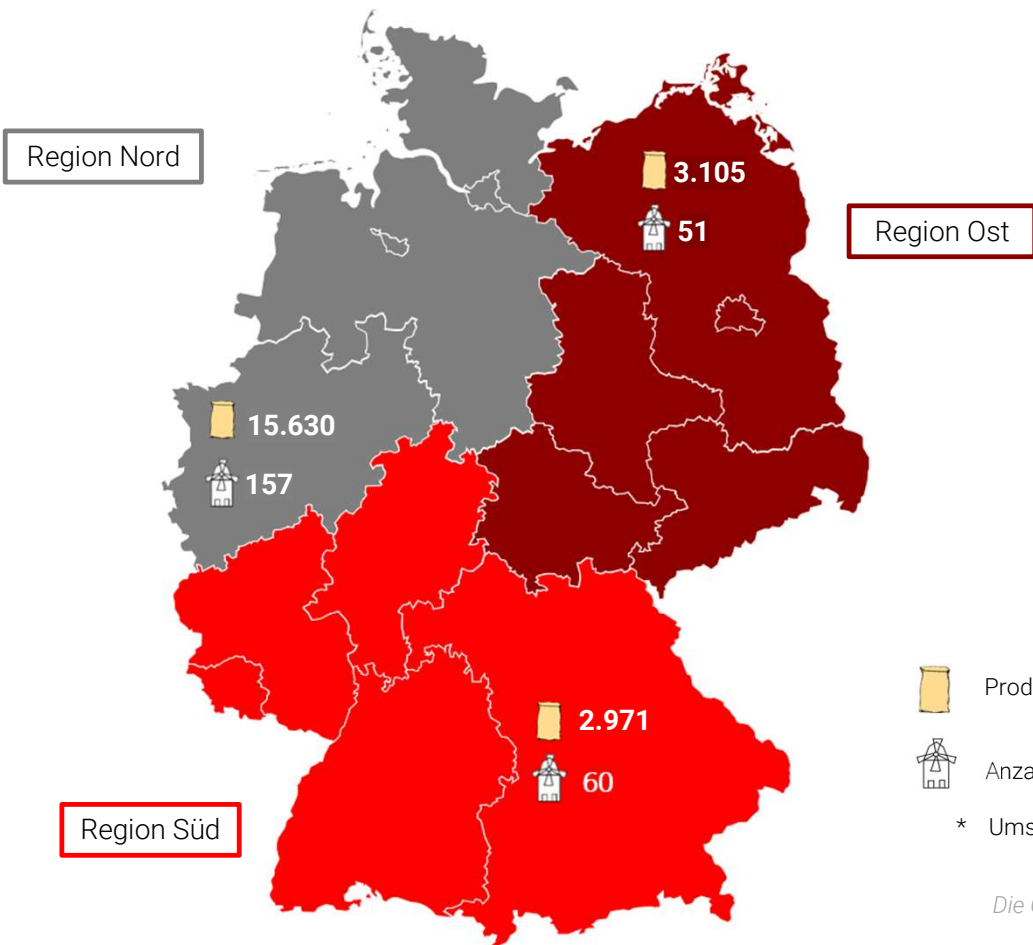 Region Nord
3.105
51
Region Ost
15.630
157
2.971
60
Region Süd
Prod
Anza
* Ums
Die